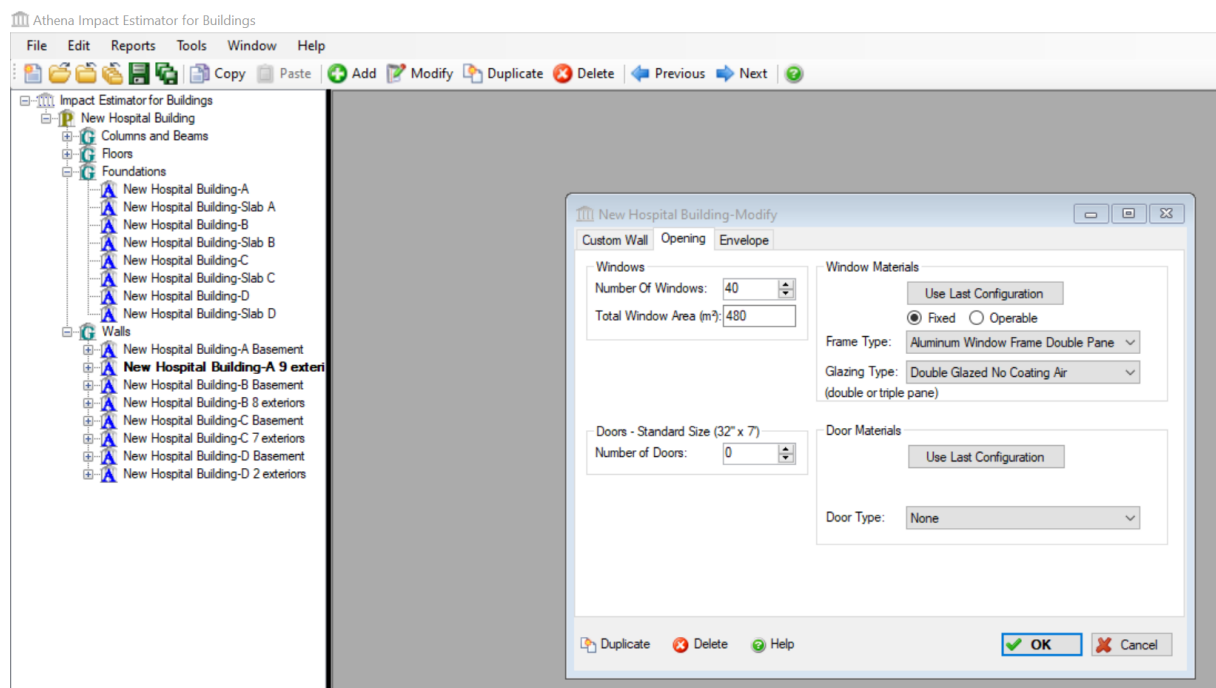 Athena Impact Estimator for Buildings
File Edit Reports Tools Window Help
Copy Paste Add Modify Duplicate Delete Previous Next
Impact Estimator for Buildings
New Hospital Building
Columns and Beams
Floors
Foundations
New Hospital Building-A
New Hospital Building-Slab A
New Hospital Building-B
New Hospital Building-Slab B
New Hospital Building-C
New Hospital Building-Slab C
New Hospital Building-D
New Hospital Building-Slab D
Walls
New Hospital Building-A Basement
New Hospital Building-A 9 exteri
New Hospital Building-B Basement
New Hospital Building-B 8 exteriors
New Hospital Building-C Basement
New Hospital Building-C 7 exteriors
New Hospital Building-D Basement
New Hospital Building-D 2 exteriors
New Hospital Building-Modify
Custom Wall Opening Envelope
Windows
Number Of Windows: 40
Total Window Area (m²): 480
Window Materials
Use Last Configuration
Fixed Operable
Frame Type: Aluminum Window Frame Double Pane
Glazing Type: Double Glazed No Coating Air
(double or triple pane)
Doors - Standard Size (32" x 7')
Number of Doors: 0
Door Materials
Use Last Configuration
Door Type: None
Duplicate Delete Help OK Cancel